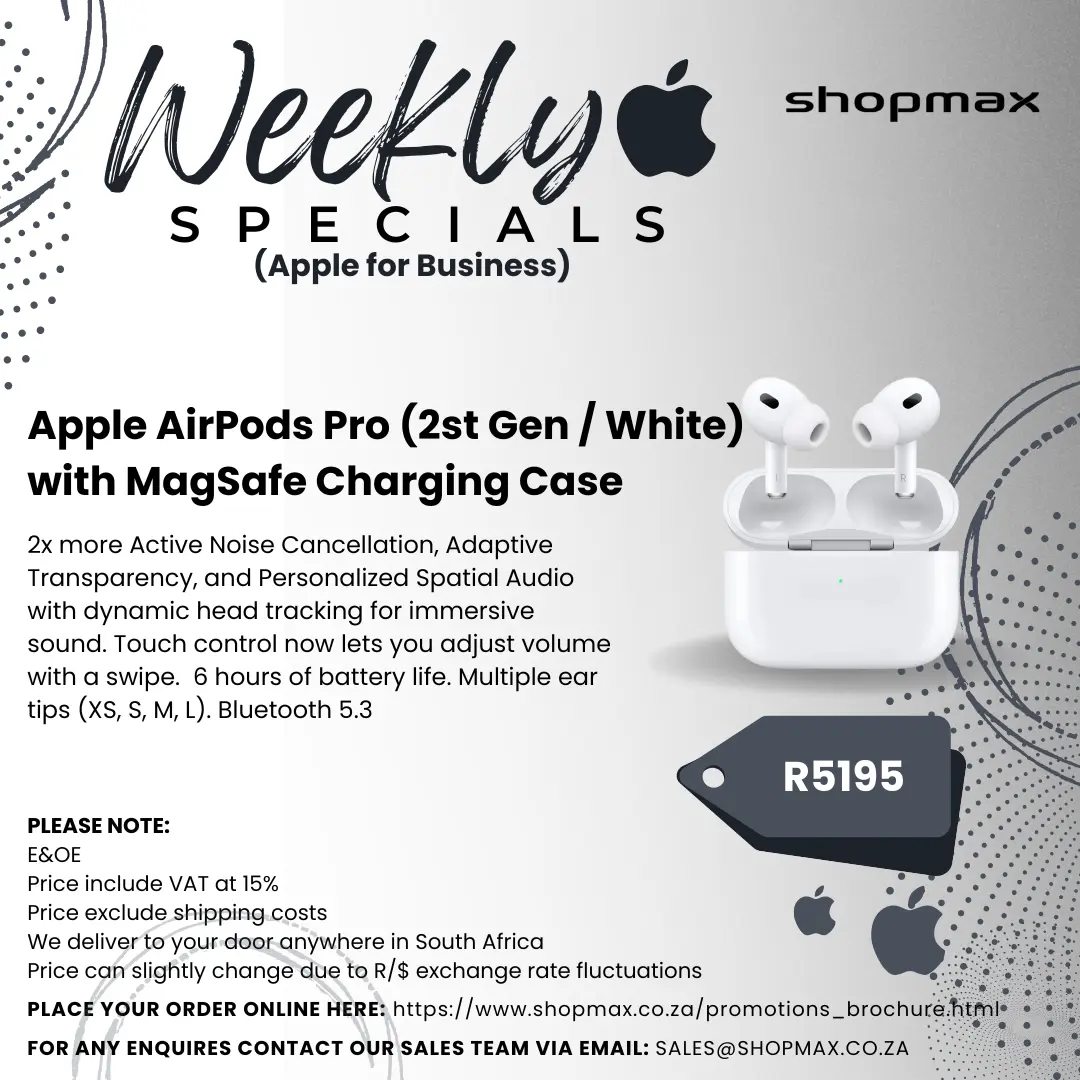 Weekly
shopmax
SPECIALS
(Apple for Business)
Apple AirPods Pro (2st Gen / White)
with MagSafe Charging Case
2x more Active Noise Cancellation, Adaptive
Transparency, and Personalized Spatial Audio
with dynamic head tracking for immersive
sound. Touch control now lets you adjust volume
with a swipe.  6 hours of battery life. Multiple ear
tips (XS, S, M, L). Bluetooth 5.3
R5195
PLEASE NOTE:
E&OE
Price include VAT at 15%
Price exclude shipping costs
We deliver to your door anywhere in South Africa
Price can slightly change due to R/$ exchange rate fluctuations
PLACE YOUR ORDER ONLINE HERE: https://www.shopmax.co.za/promotions_brochure.html
FOR ANY ENQUIRES CONTACT OUR SALES TEAM VIA EMAIL: SALES@SHOPMAX.CO.ZA